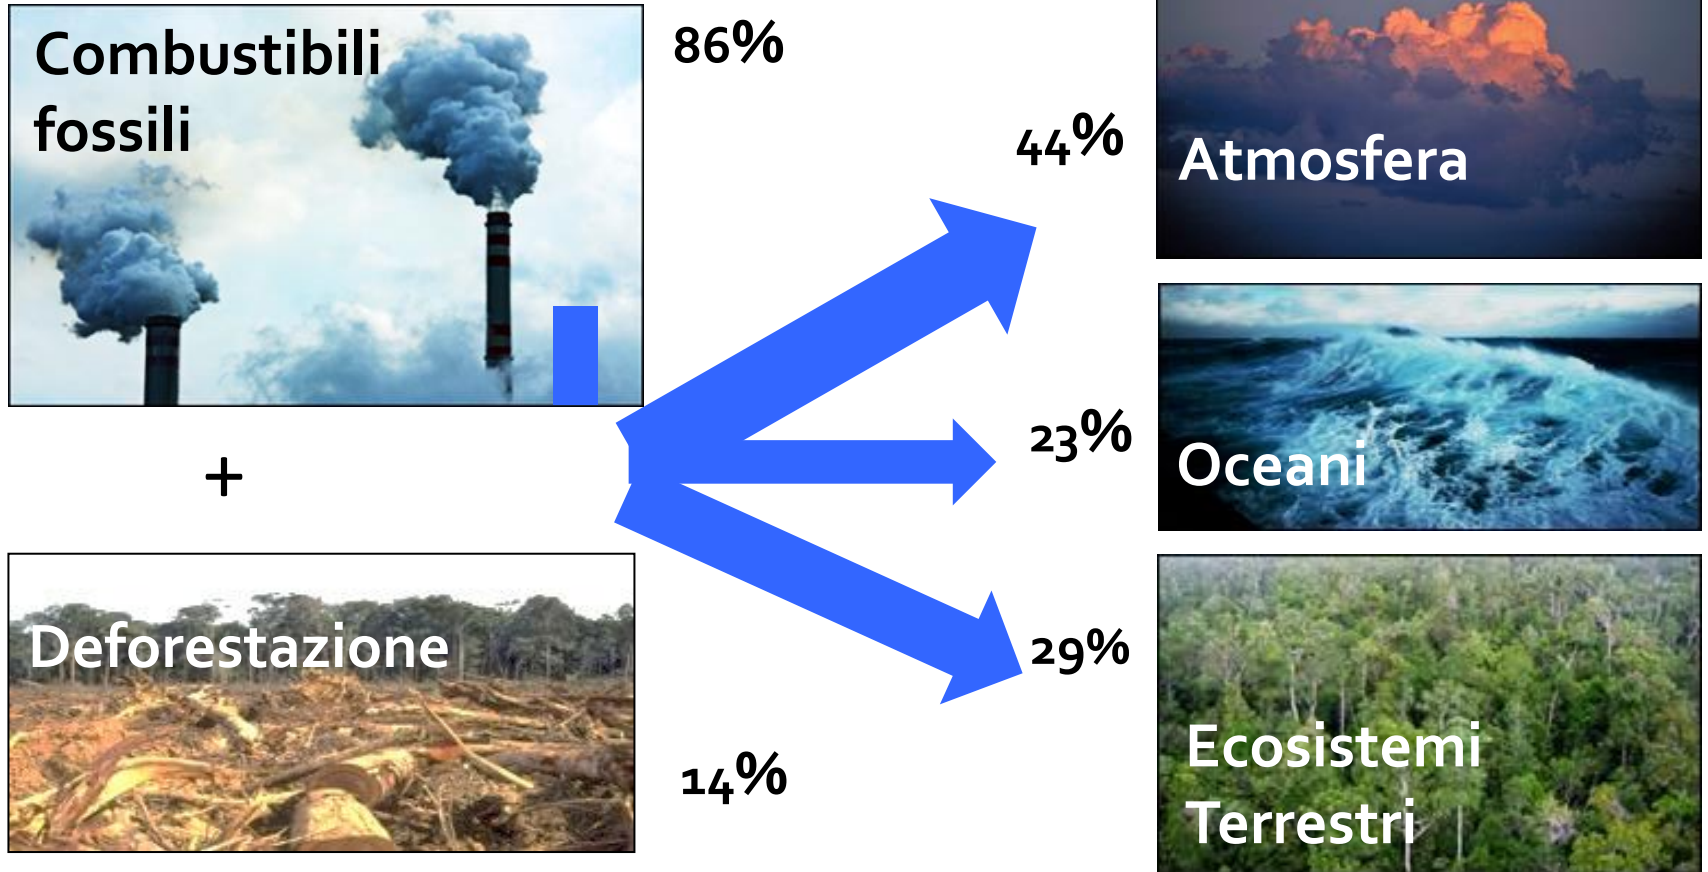 Combustibili
fossili
86%
44%
Atmosfera
23%
Oceani
+
Deforestazione
29%
14%
Ecosistemi
Terrestri